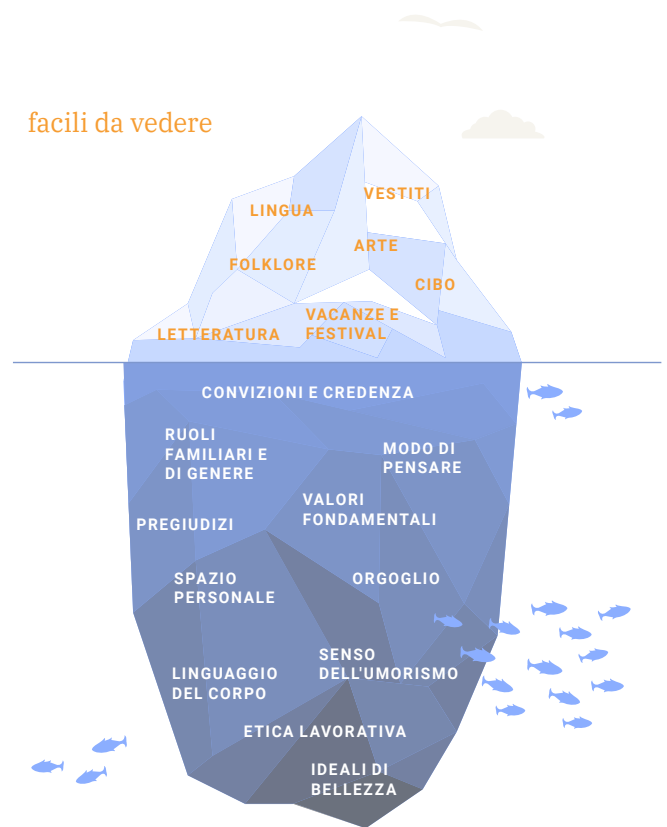 facili da vedere
VESTITI
LINGUA
ARTE
FOLKLORE
CIBO
VACANZE E
FESTIVAL
LETTERATURA
CONVIZIONI E CREDENZA
RUOLI
FAMILIARI E
DI GENERE
MODO DI
PENSARE
VALORI
FONDAMENTALI
PREGIUDIZI
SPAZIO
PERSONALE
ORGOGLIO
SENSO
DELL'UMORISMO
LINGUAGGIO
DEL CORPO
ETICA LAVORATIVA
IDEALI DI
BELLEZZA